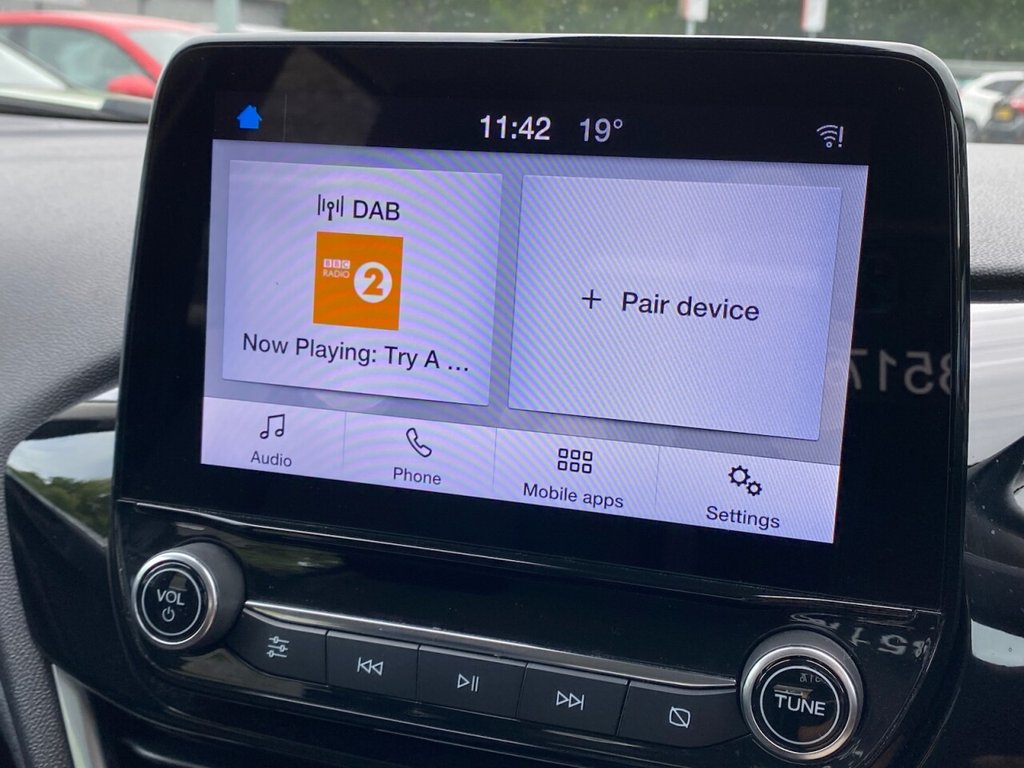 11:42 19°
DAB
BBC
RADIO 2
Now Playing: Try A ...
+ Pair device
Audio
Phone
Mobile apps
Settings
VOL
TUNE